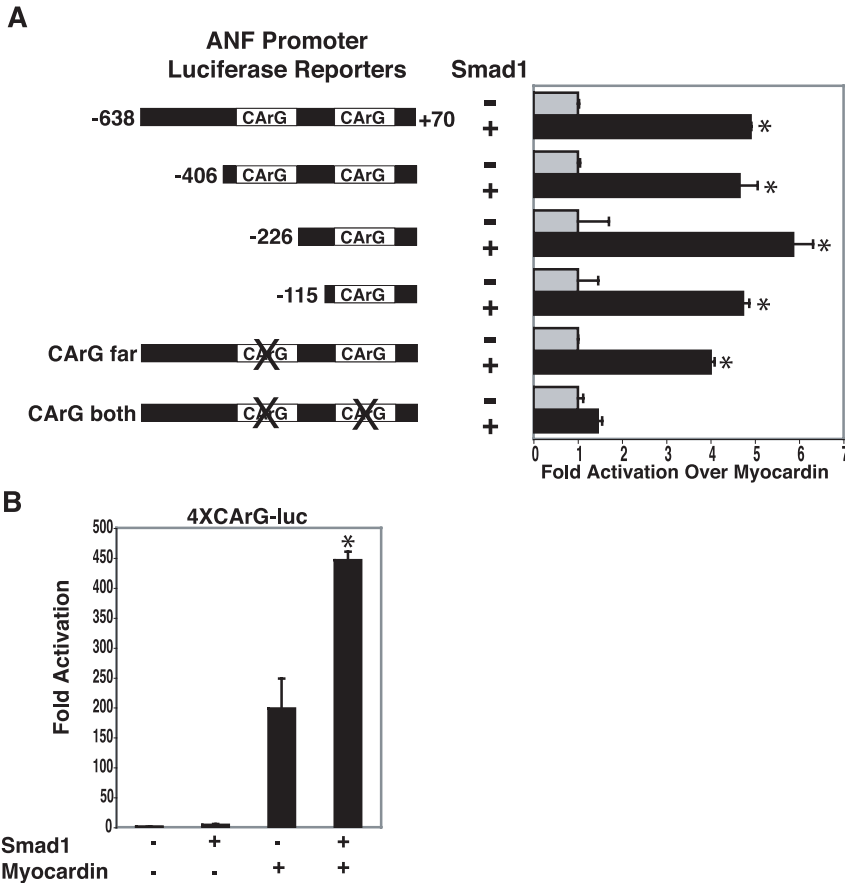 A
ANF Promoter
Luciferase Reporters
Smad1
-638 CArG CArG +70
-
+
*
-406 CArG CArG
-
+
*
-226 CArG
-
+
*
-115 CArG
-
+
*
CArG far CArG CArG
-
+
*
CArG both CArG CArG
-
+
0 1 2 3 4 5 6 7
Fold Activation Over Myocardin
B
4XCArG-luc
Fold Activation
500
450
400
350
300
250
200
150
100
50
0
*
Smad1 - + - +
Myocardin - - + +